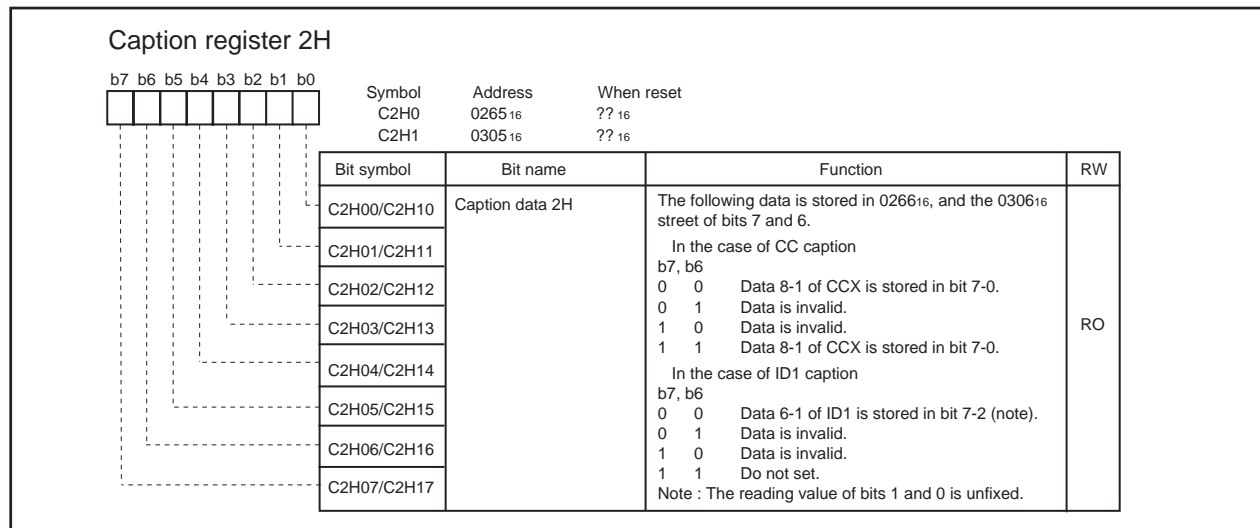 Caption register 2H
b7 b6 b5 b4 b3 b2 b1 b0
Symbol Address When reset
C2H0 026516 ??16
C2H1 030516 ??16
Bit symbol Bit name Function RW
C2H00/C2H10 Caption data 2H The following data is stored in 026616, and the 030616
street of bits 7 and 6.
C2H01/C2H11 In the case of CC caption
b7, b6
C2H02/C2H12 0 0 Data 8-1 of CCX is stored in bit 7-0.
0 1 Data is invalid.
C2H03/C2H13 1 0 Data is invalid. RO
1 1 Data 8-1 of CCX is stored in bit 7-0.
C2H04/C2H14 In the case of ID1 caption
b7, b6
C2H05/C2H15 0 0 Data 6-1 of ID1 is stored in bit 7-2 (note).
0 1 Data is invalid.
C2H06/C2H16 1 0 Data is invalid.
1 1 Do not set.
C2H07/C2H17 Note : The reading value of bits 1 and 0 is unfixed.